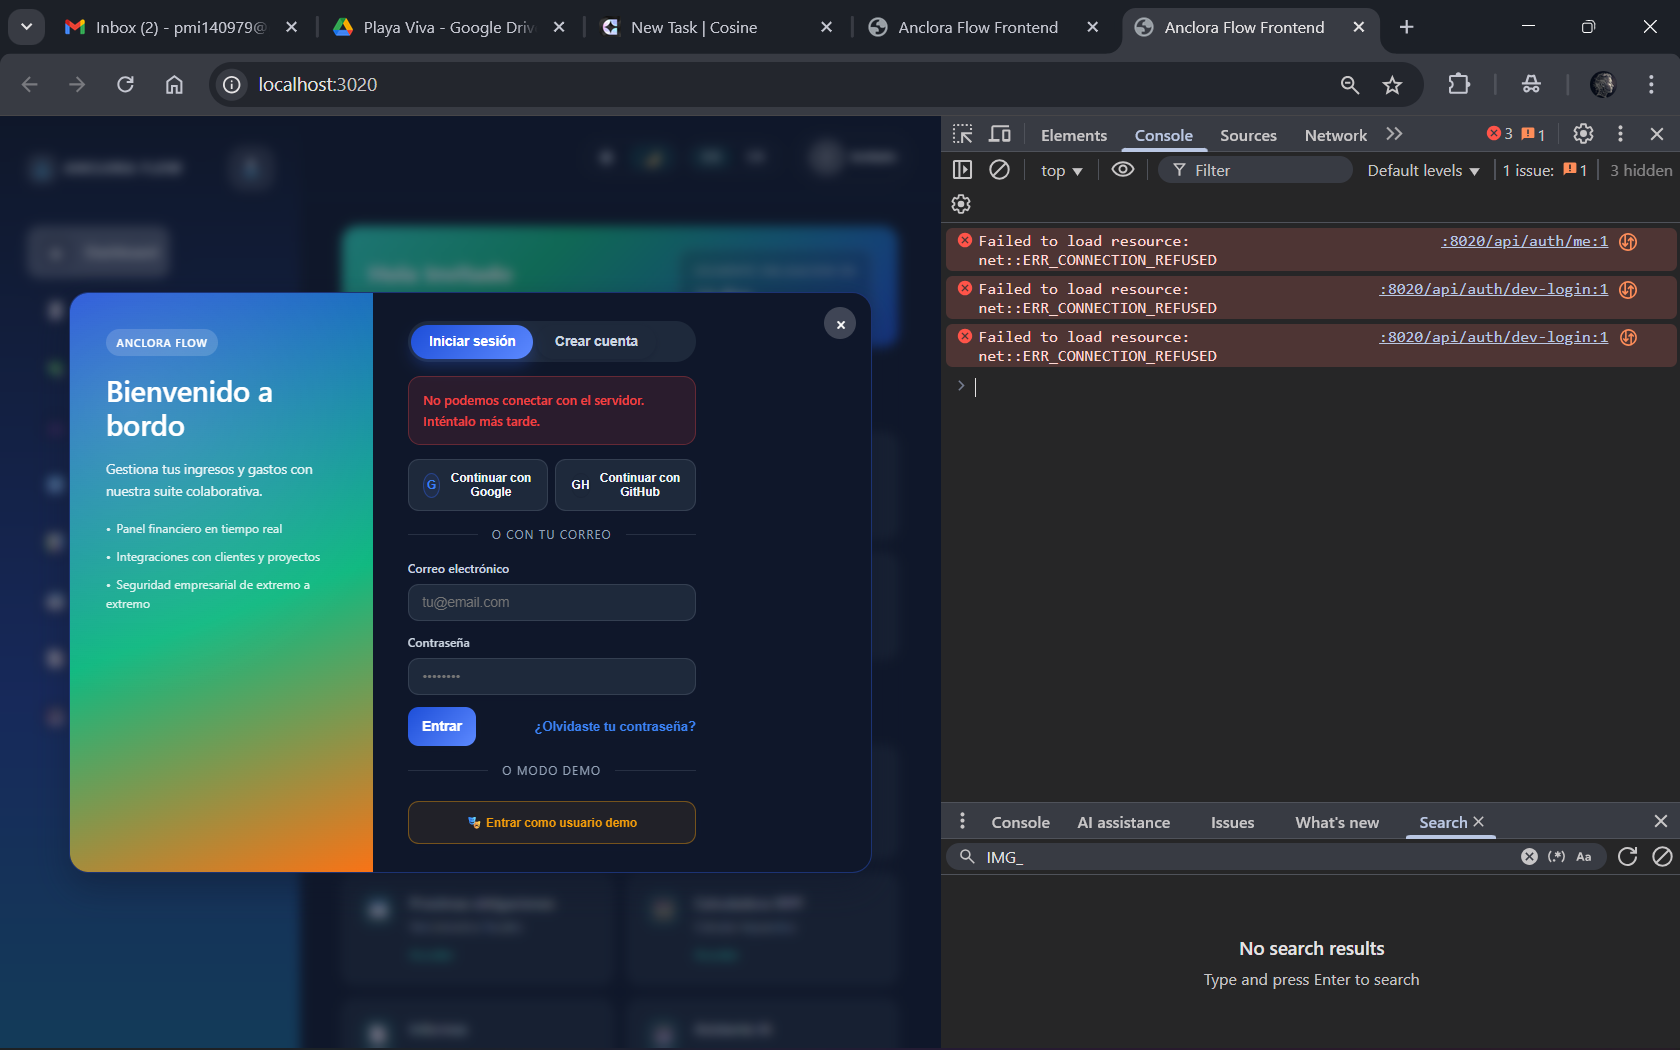 Inbox (2) - pmi140979@
Playa Viva - Google Driv
New Task | Cosine
Anclora Flow Frontend
Anclora Flow Frontend
localhost:3020
Elements
Console
Sources
Network
3
1
top
Filter
Default levels
1 issue:
1
3 hidden
Failed to load resource: :8020/api/auth/me:1
net::ERR_CONNECTION_REFUSED
Failed to load resource: :8020/api/auth/dev-login:1
net::ERR_CONNECTION_REFUSED
Failed to load resource: :8020/api/auth/dev-login:1
net::ERR_CONNECTION_REFUSED
ANCLORA FLOW
Bienvenido a
bordo
Gestiona tus ingresos y gastos con
nuestra suite colaborativa.
• Panel financiero en tiempo real
• Integraciones con clientes y proyectos
• Seguridad empresarial de extremo a
extremo
Iniciar sesión
Crear cuenta
No podemos conectar con el servidor.
Inténtalo más tarde.
G Continuar con
Google
GH Continuar con
GitHub
O CON TU CORREO
Correo electrónico
tu@email.com
Contraseña
••••••••
Entrar
¿Olvidaste tu contraseña?
O MODO DEMO
Entrar como usuario demo
Console
AI assistance
Issues
What's new
Search
IMG_
(.*)
Aa
No search results
Type and press Enter to search